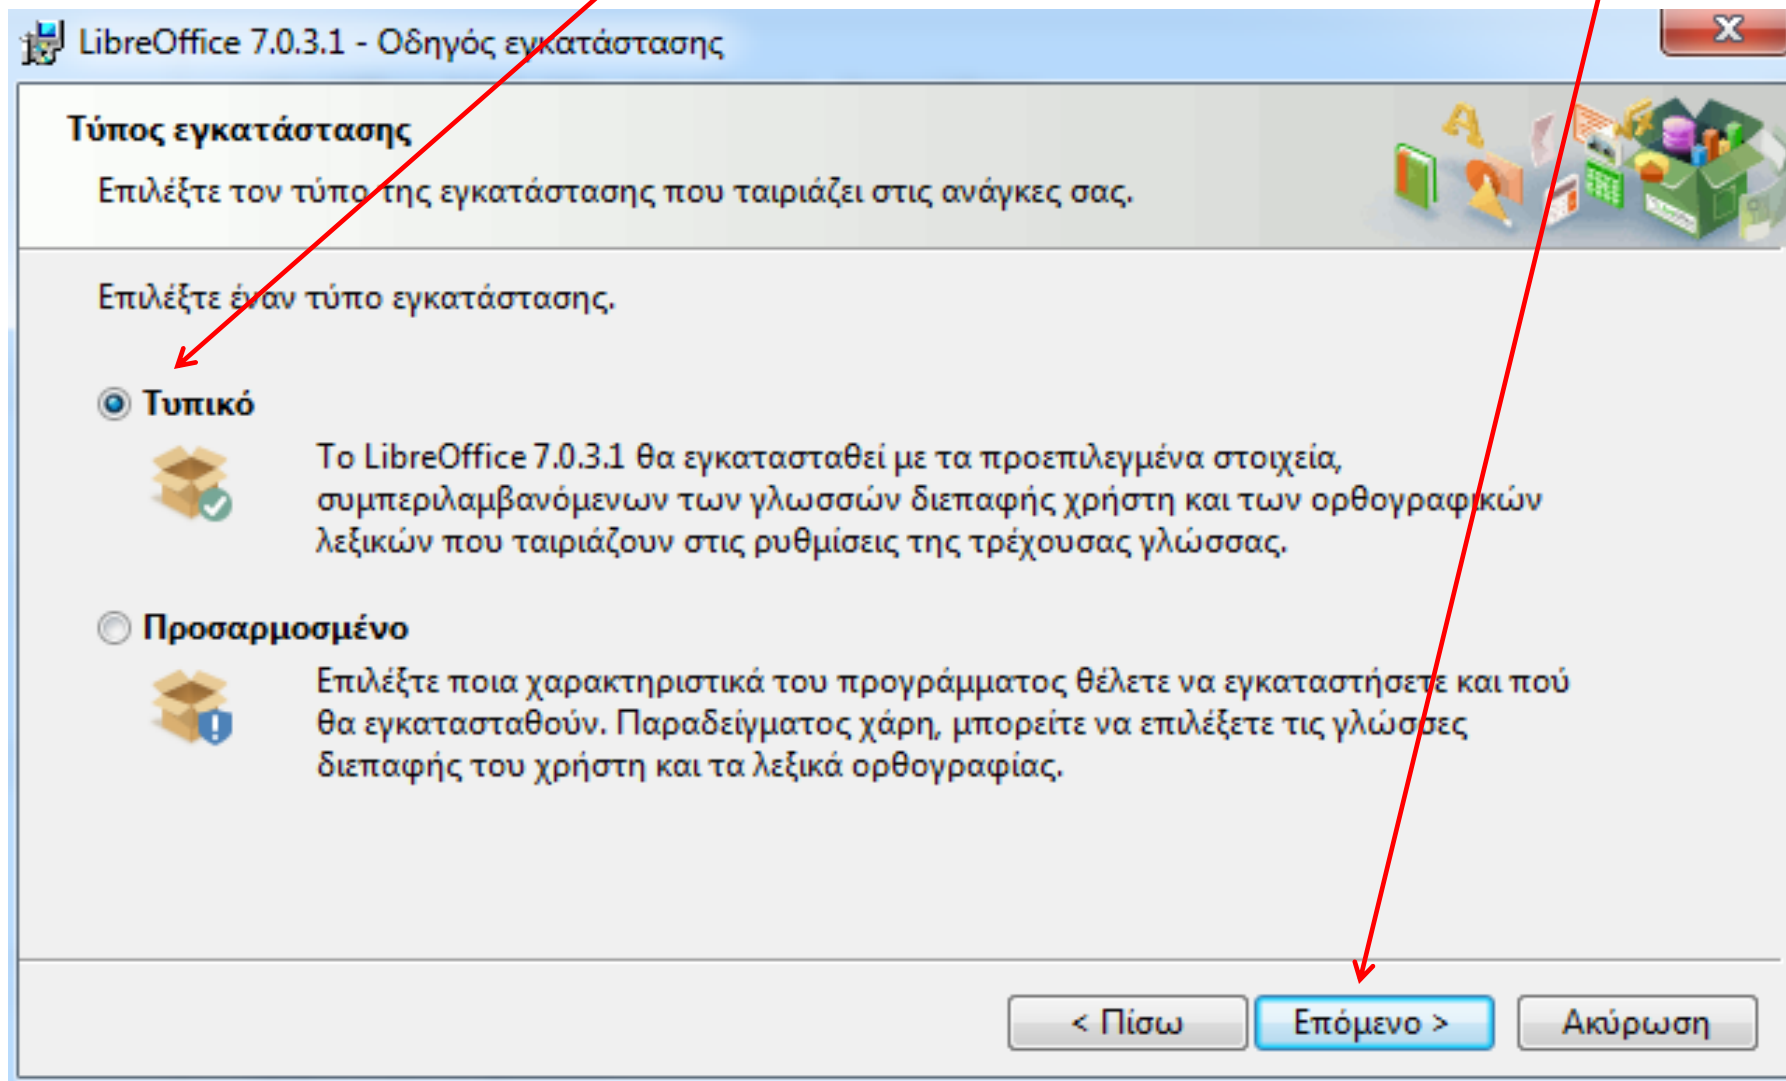 LibreOffice 7.0.3.1 - Οδηγός εγκατάστασης
Τύπος εγκατάστασης
Επιλέξτε τον τύπο της εγκατάστασης που ταιριάζει στις ανάγκες σας.
Επιλέξτε έναν τύπο εγκατάστασης.
Τυπικό
Το LibreOffice 7.0.3.1 θα εγκατασταθεί με τα προεπιλεγμένα στοιχεία,
συμπεριλαμβανόμενων των γλωσσών διεπαφής χρήστη και των ορθογραφικών
λεξικών που ταιριάζουν στις ρυθμίσεις της τρέχουσας γλώσσας.
Προσαρμοσμένο
Επιλέξτε ποια χαρακτηριστικά του προγράμματος θέλετε να εγκαταστήσετε και πού
θα εγκατασταθούν. Παραδείγματος χάρη, μπορείτε να επιλέξετε τις γλώσσες
διεπαφής του χρήστη και τα λεξικά ορθογραφίας.
< Πίσω
Επόμενο >
Ακύρωση